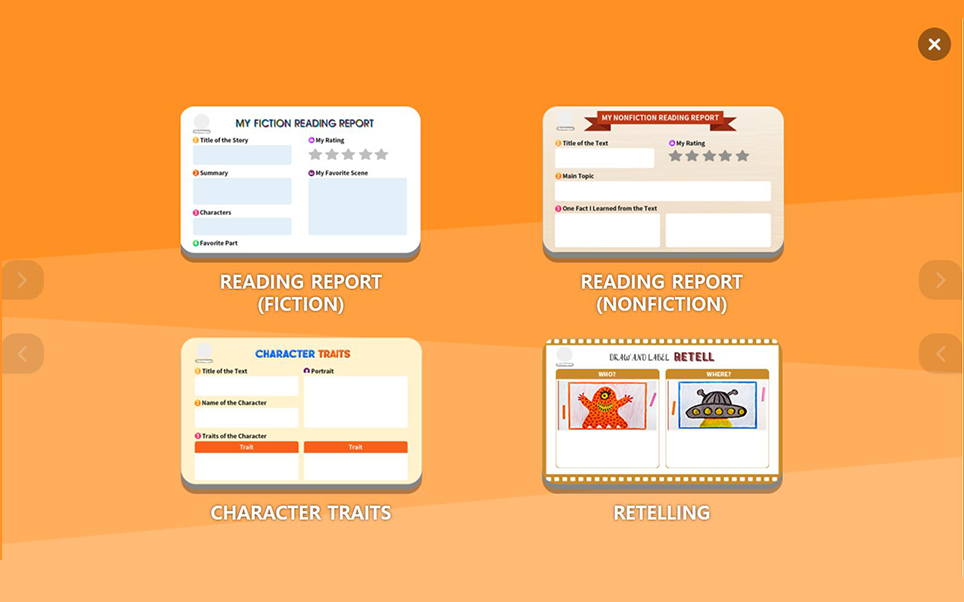 MY FICTION READING REPORT
1 Title of the Story
2 Summary
3 Characters
4 Favorite Part
My Rating
My Favorite Scene
READING REPORT
(FICTION)
MY NONFICTION READING REPORT
1 Title of the Text
My Rating
2 Main Topic
3 One Fact I Learned from the Text
READING REPORT
(NONFICTION)
CHARACTER TRAITS
1 Title of the Text
2 Name of the Character
Portrait
3 Traits of the Character
Trait
Trait
CHARACTER TRAITS
DRAW AND LABEL RETELL
WHO?
WHERE?
RETELLING